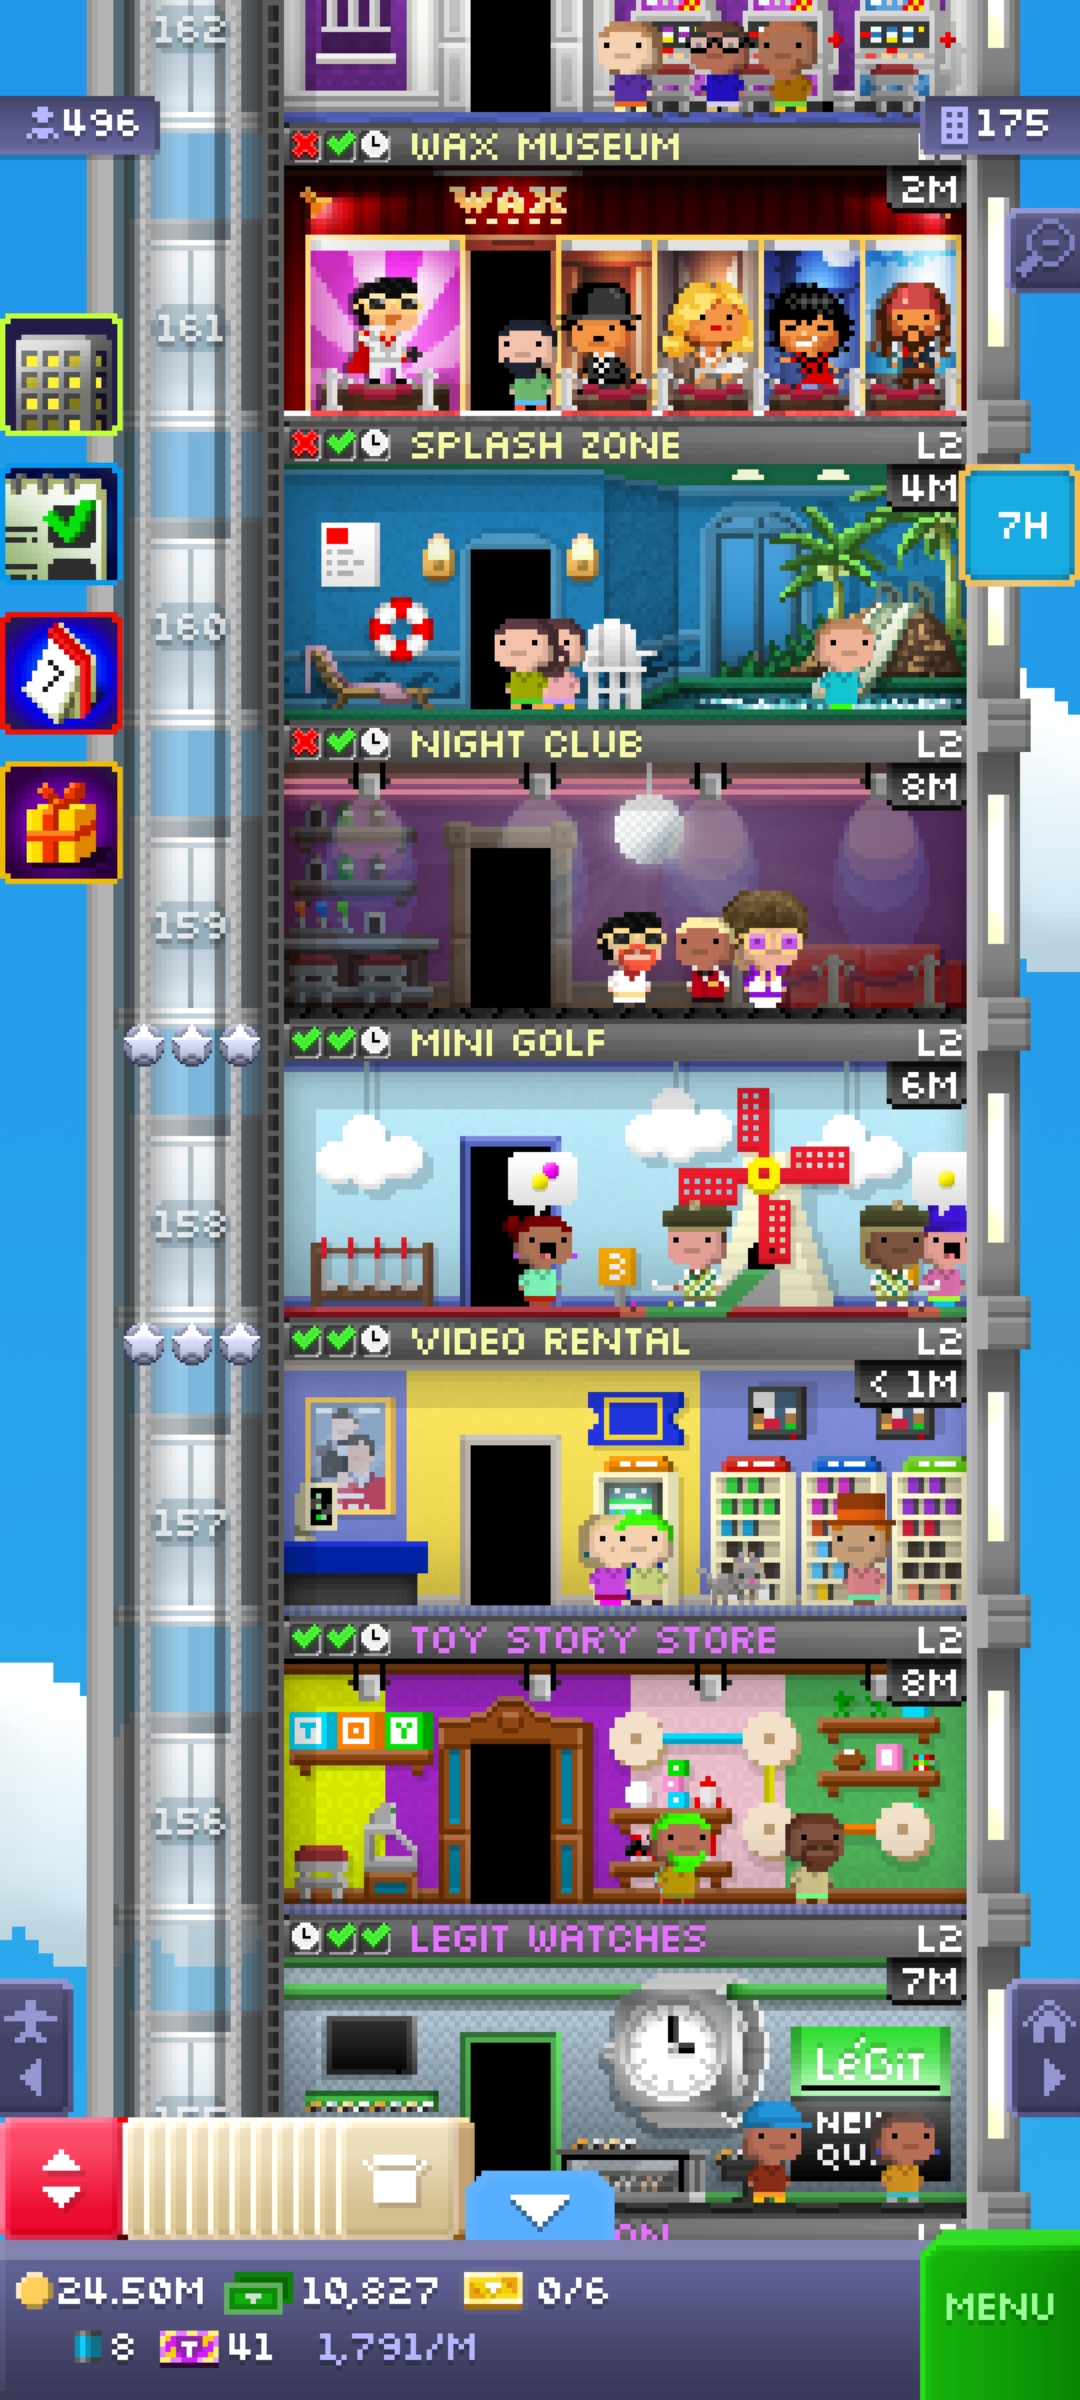 162
496
175
WAX MUSEUM
2M
WAX
161
SPLASH ZONE L2
4M
7H
160
NIGHT CLUB L2
8M
159
MINI GOLF L2
6M
158
3
VIDEO RENTAL L2
< 1M
157
TOY STORY STORE L2
8M
TOY
156
LEGIT WATCHES L2
7M
LéGiT
24.50M 10,827 0/6
MENU
8 T 41 1,791/M